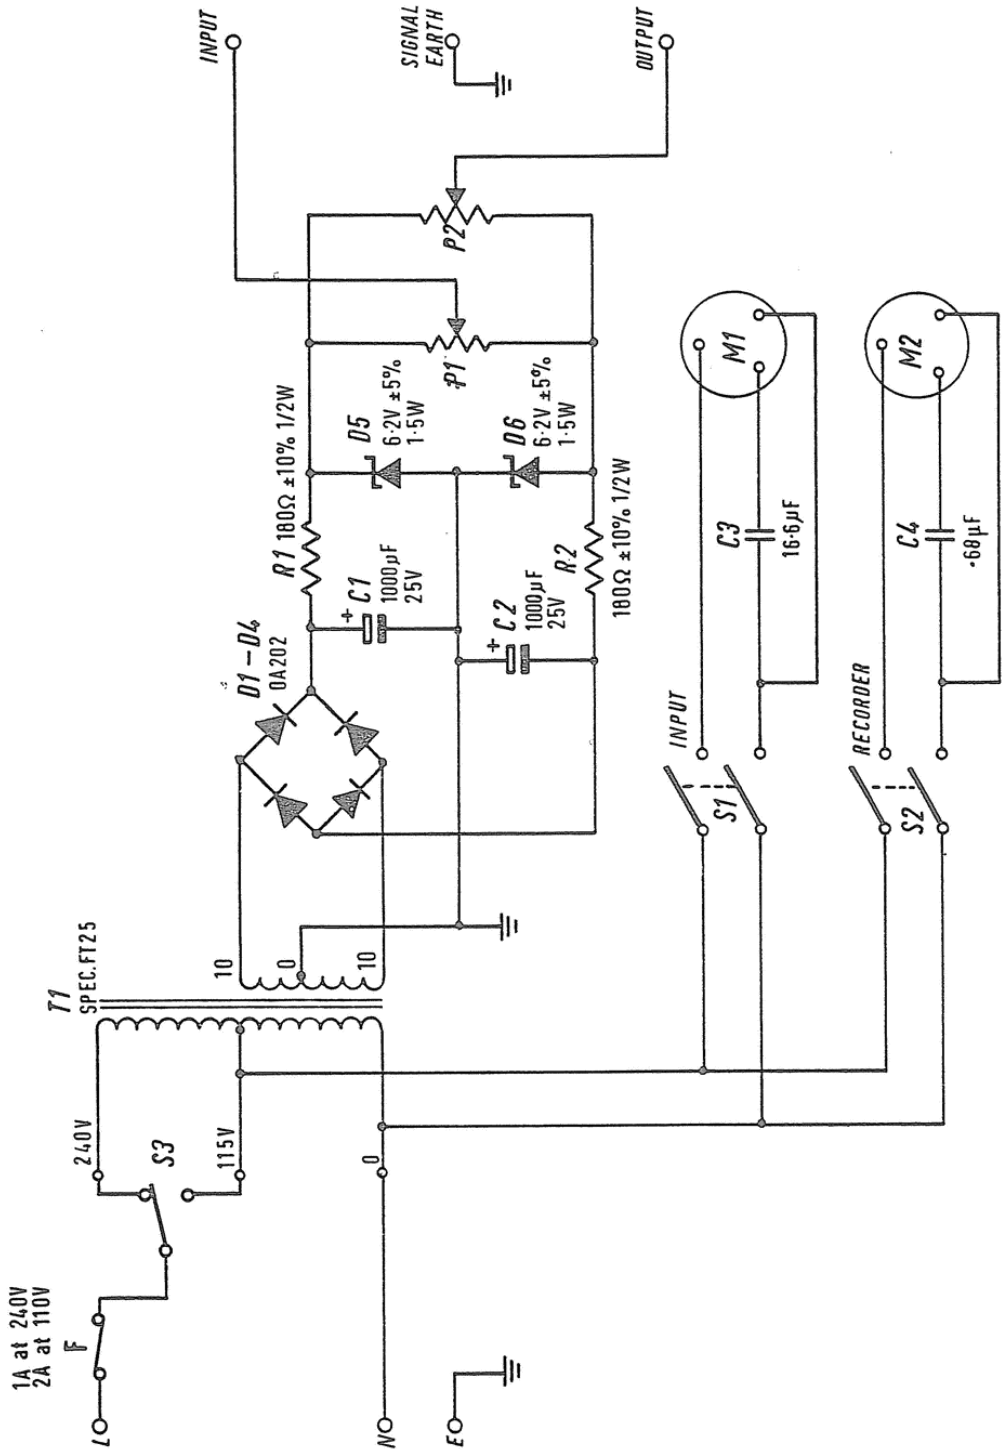 1A at 240V
2A at 110V
F
L
N
E
240V
S3
115V
0
T1
SPEC.FT25
10
0
10
D1-D4
OA202
C1
1000µF
25V
C2
1000µF
25V
R1 180Ω ±10% 1/2W
R2
180Ω ±10% 1/2W
D5
6·2V ±5%
1·5W
D6
6·2V ±5%
1·5W
P1
P2
INPUT
SIGNAL
EARTH
OUTPUT
INPUT
S1
C3
16·6µF
M1
RECORDER
S2
C4
·68µF
M2